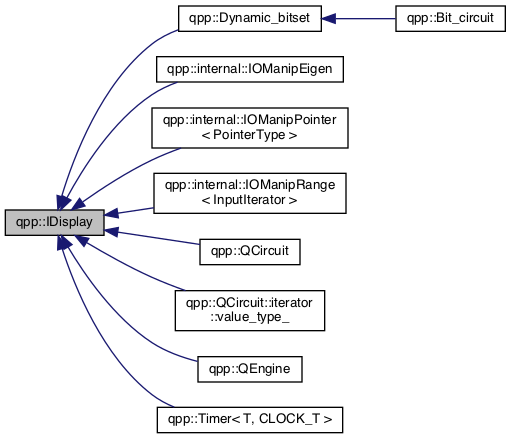 qpp::Dynamic_bitset
qpp::Bit_circuit
qpp::internal::IOManipEigen
qpp::internal::IOManipPointer
< PointerType >
qpp::internal::IOManipRange
< InputIterator >
qpp::IDisplay
qpp::QCircuit
qpp::QCircuit::iterator
::value_type_
qpp::QEngine
qpp::Timer< T, CLOCK_T >